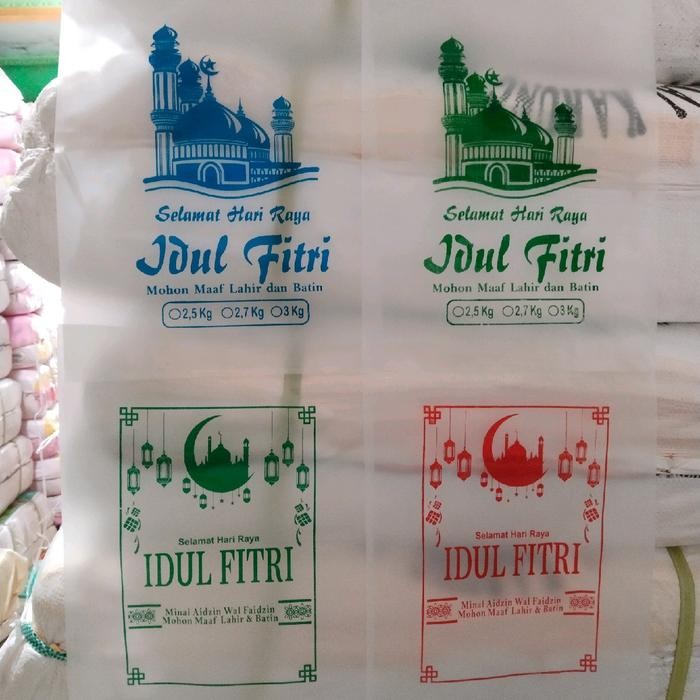 Selamat Hari Raya
Idul Fitri
Mohon Maaf Lahir dan Batin
2,5 Kg 2,7 Kg 3 Kg
Selamat Hari Raya
Idul Fitri
Mohon Maaf Lahir dan Batin
2,5 Kg 2,7 Kg 3 Kg
KARUNG
Selamat Hari Raya
IDUL FITRI
Minal Aidzin Wal Faidzin
Mohon Maaf Lahir & Batin
Selamat Hari Raya
IDUL FITRI
Minal Aidzin Wal Faidzin
Mohon Maaf Lahir & Batin